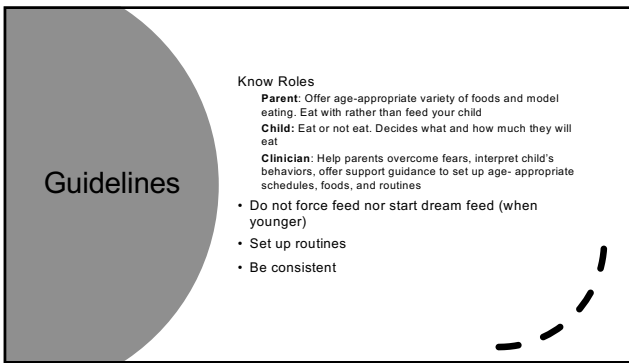 Guidelines
Know Roles
Parent: Offer age-appropriate variety of foods and model
eating. Eat with rather than feed your child
Child: Eat or not eat. Decides what and how much they will
eat
Clinician: Help parents overcome fears, interpret child's
behaviors, offer support guidance to set up age- appropriate
schedules, foods, and routines
• Do not force feed nor start dream feed (when
younger)
• Set up routines
• Be consistent